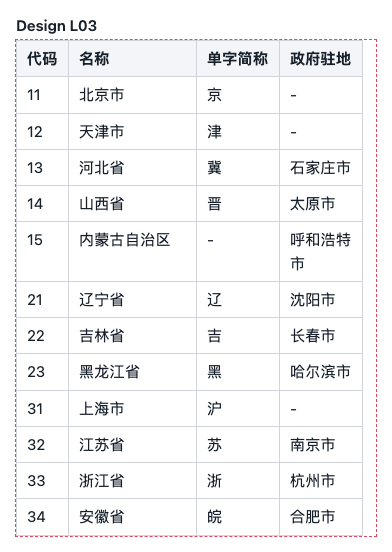 Design L03
代码 名称 单字简称 政府驻地
11 北京市 京 -
12 天津市 津 -
13 河北省 冀 石家庄市
14 山西省 晋 太原市
15 内蒙古自治区 - 呼和浩特
市
21 辽宁省 辽 沈阳市
22 吉林省 吉 长春市
23 黑龙江省 黑 哈尔滨市
31 上海市 沪 -
32 江苏省 苏 南京市
33 浙江省 浙 杭州市
34 安徽省 皖 合肥市